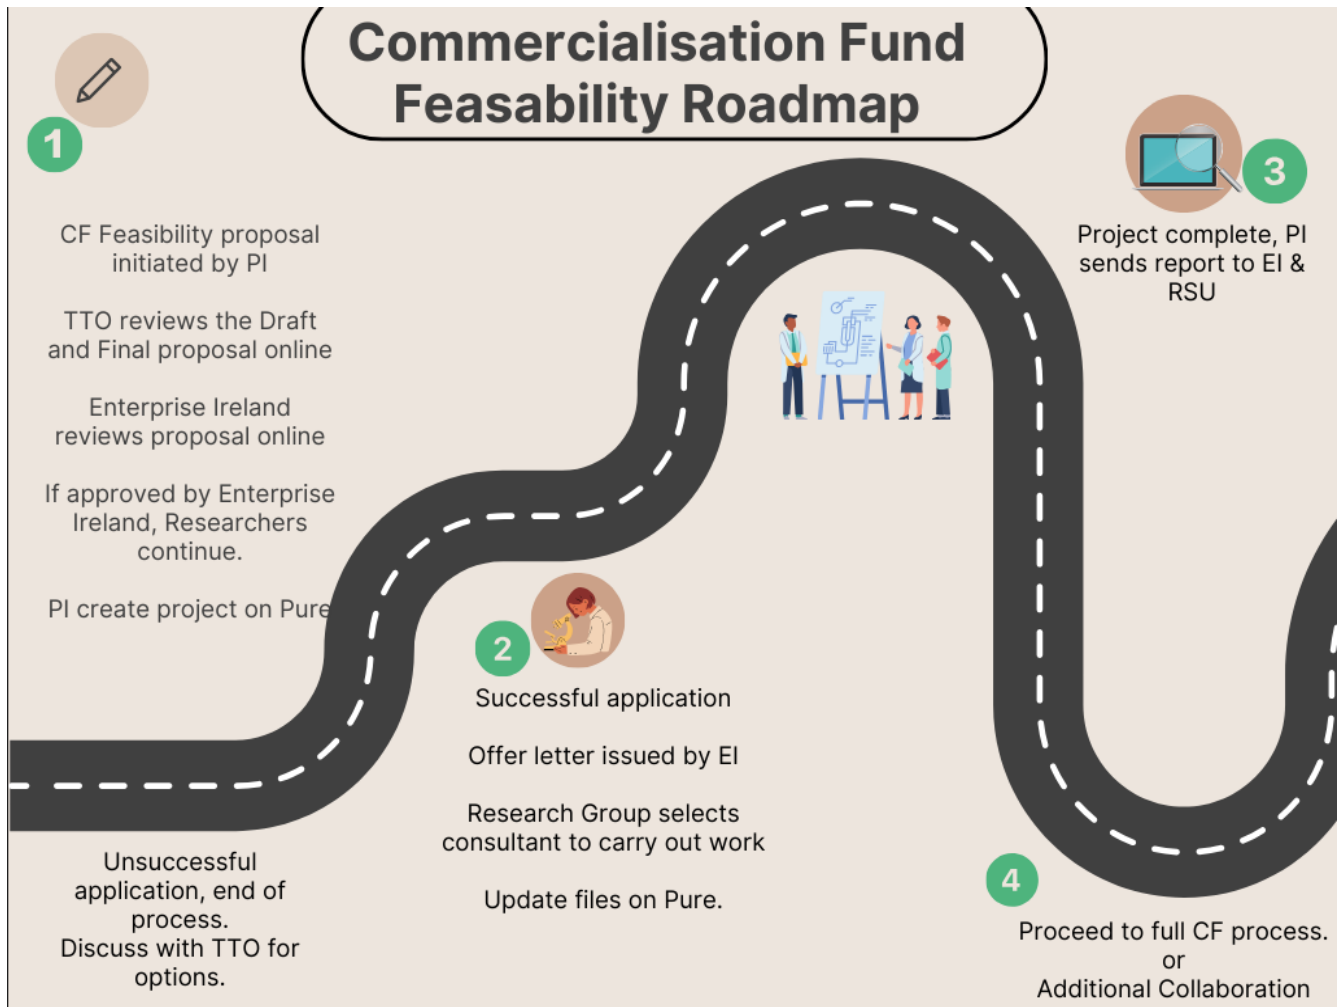 Commercialisation Fund
Feasability Roadmap
1
CF Feasibility proposal
initiated by PI
TTO reviews the Draft
and Final proposal online
Enterprise Ireland
reviews proposal online
If approved by Enterprise
Ireland, Researchers
continue.
PI create project on Pure
Unsuccessful
application, end of
process.
Discuss with TTO for
options.
2
Successful application
Offer letter issued by EI
Research Group selects
consultant to carry out work
Update files on Pure.
3
Project complete, PI
sends report to EI &
RSU
4
Proceed to full CF process.
or
Additional Collaboration